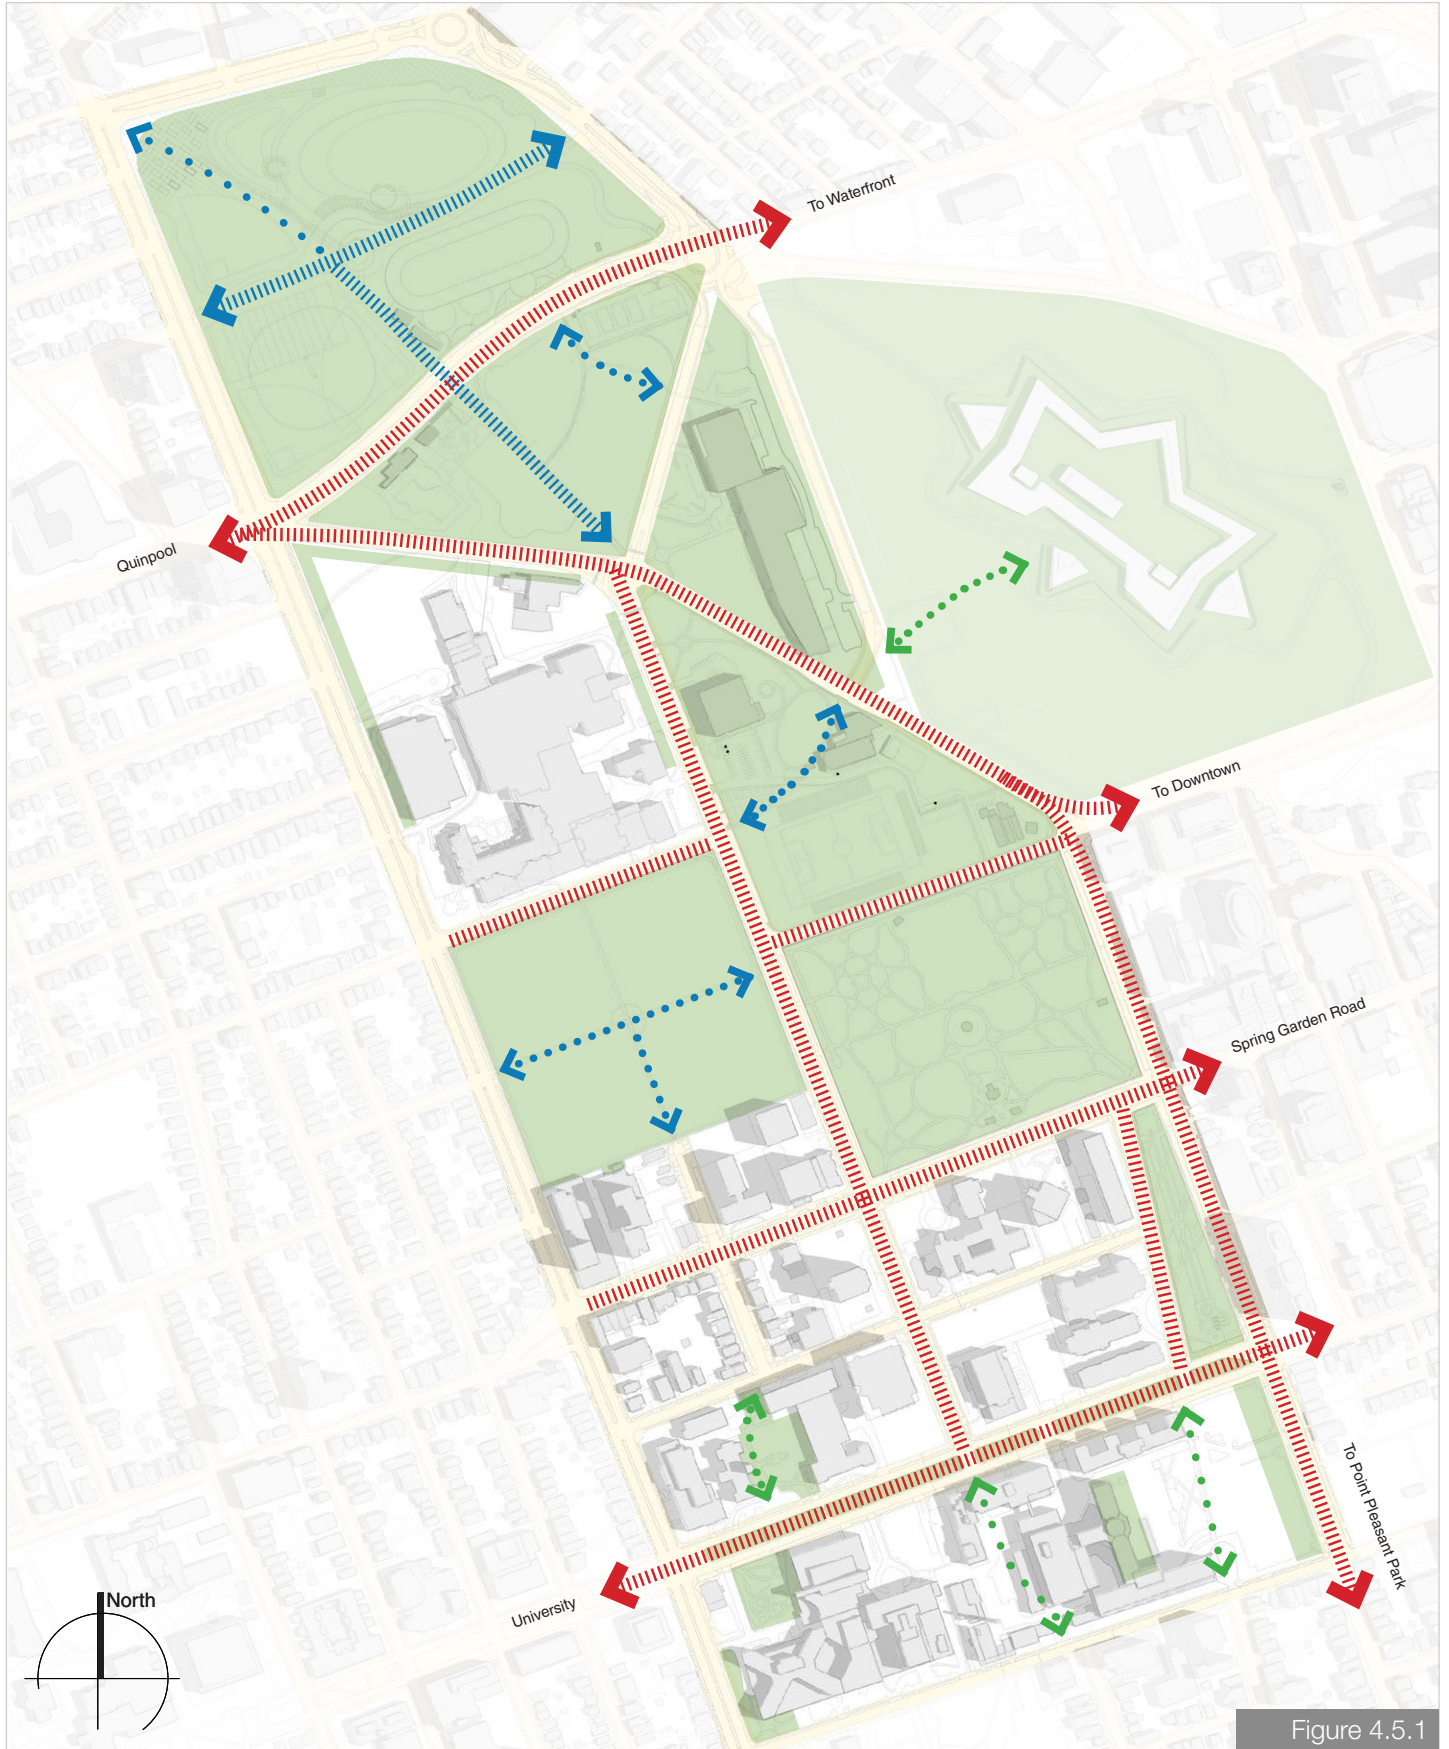 To Waterfront
Quinpool
To Downtown
Spring Garden Road
To Point Pleasant Park
University
North
Figure 4.5.1